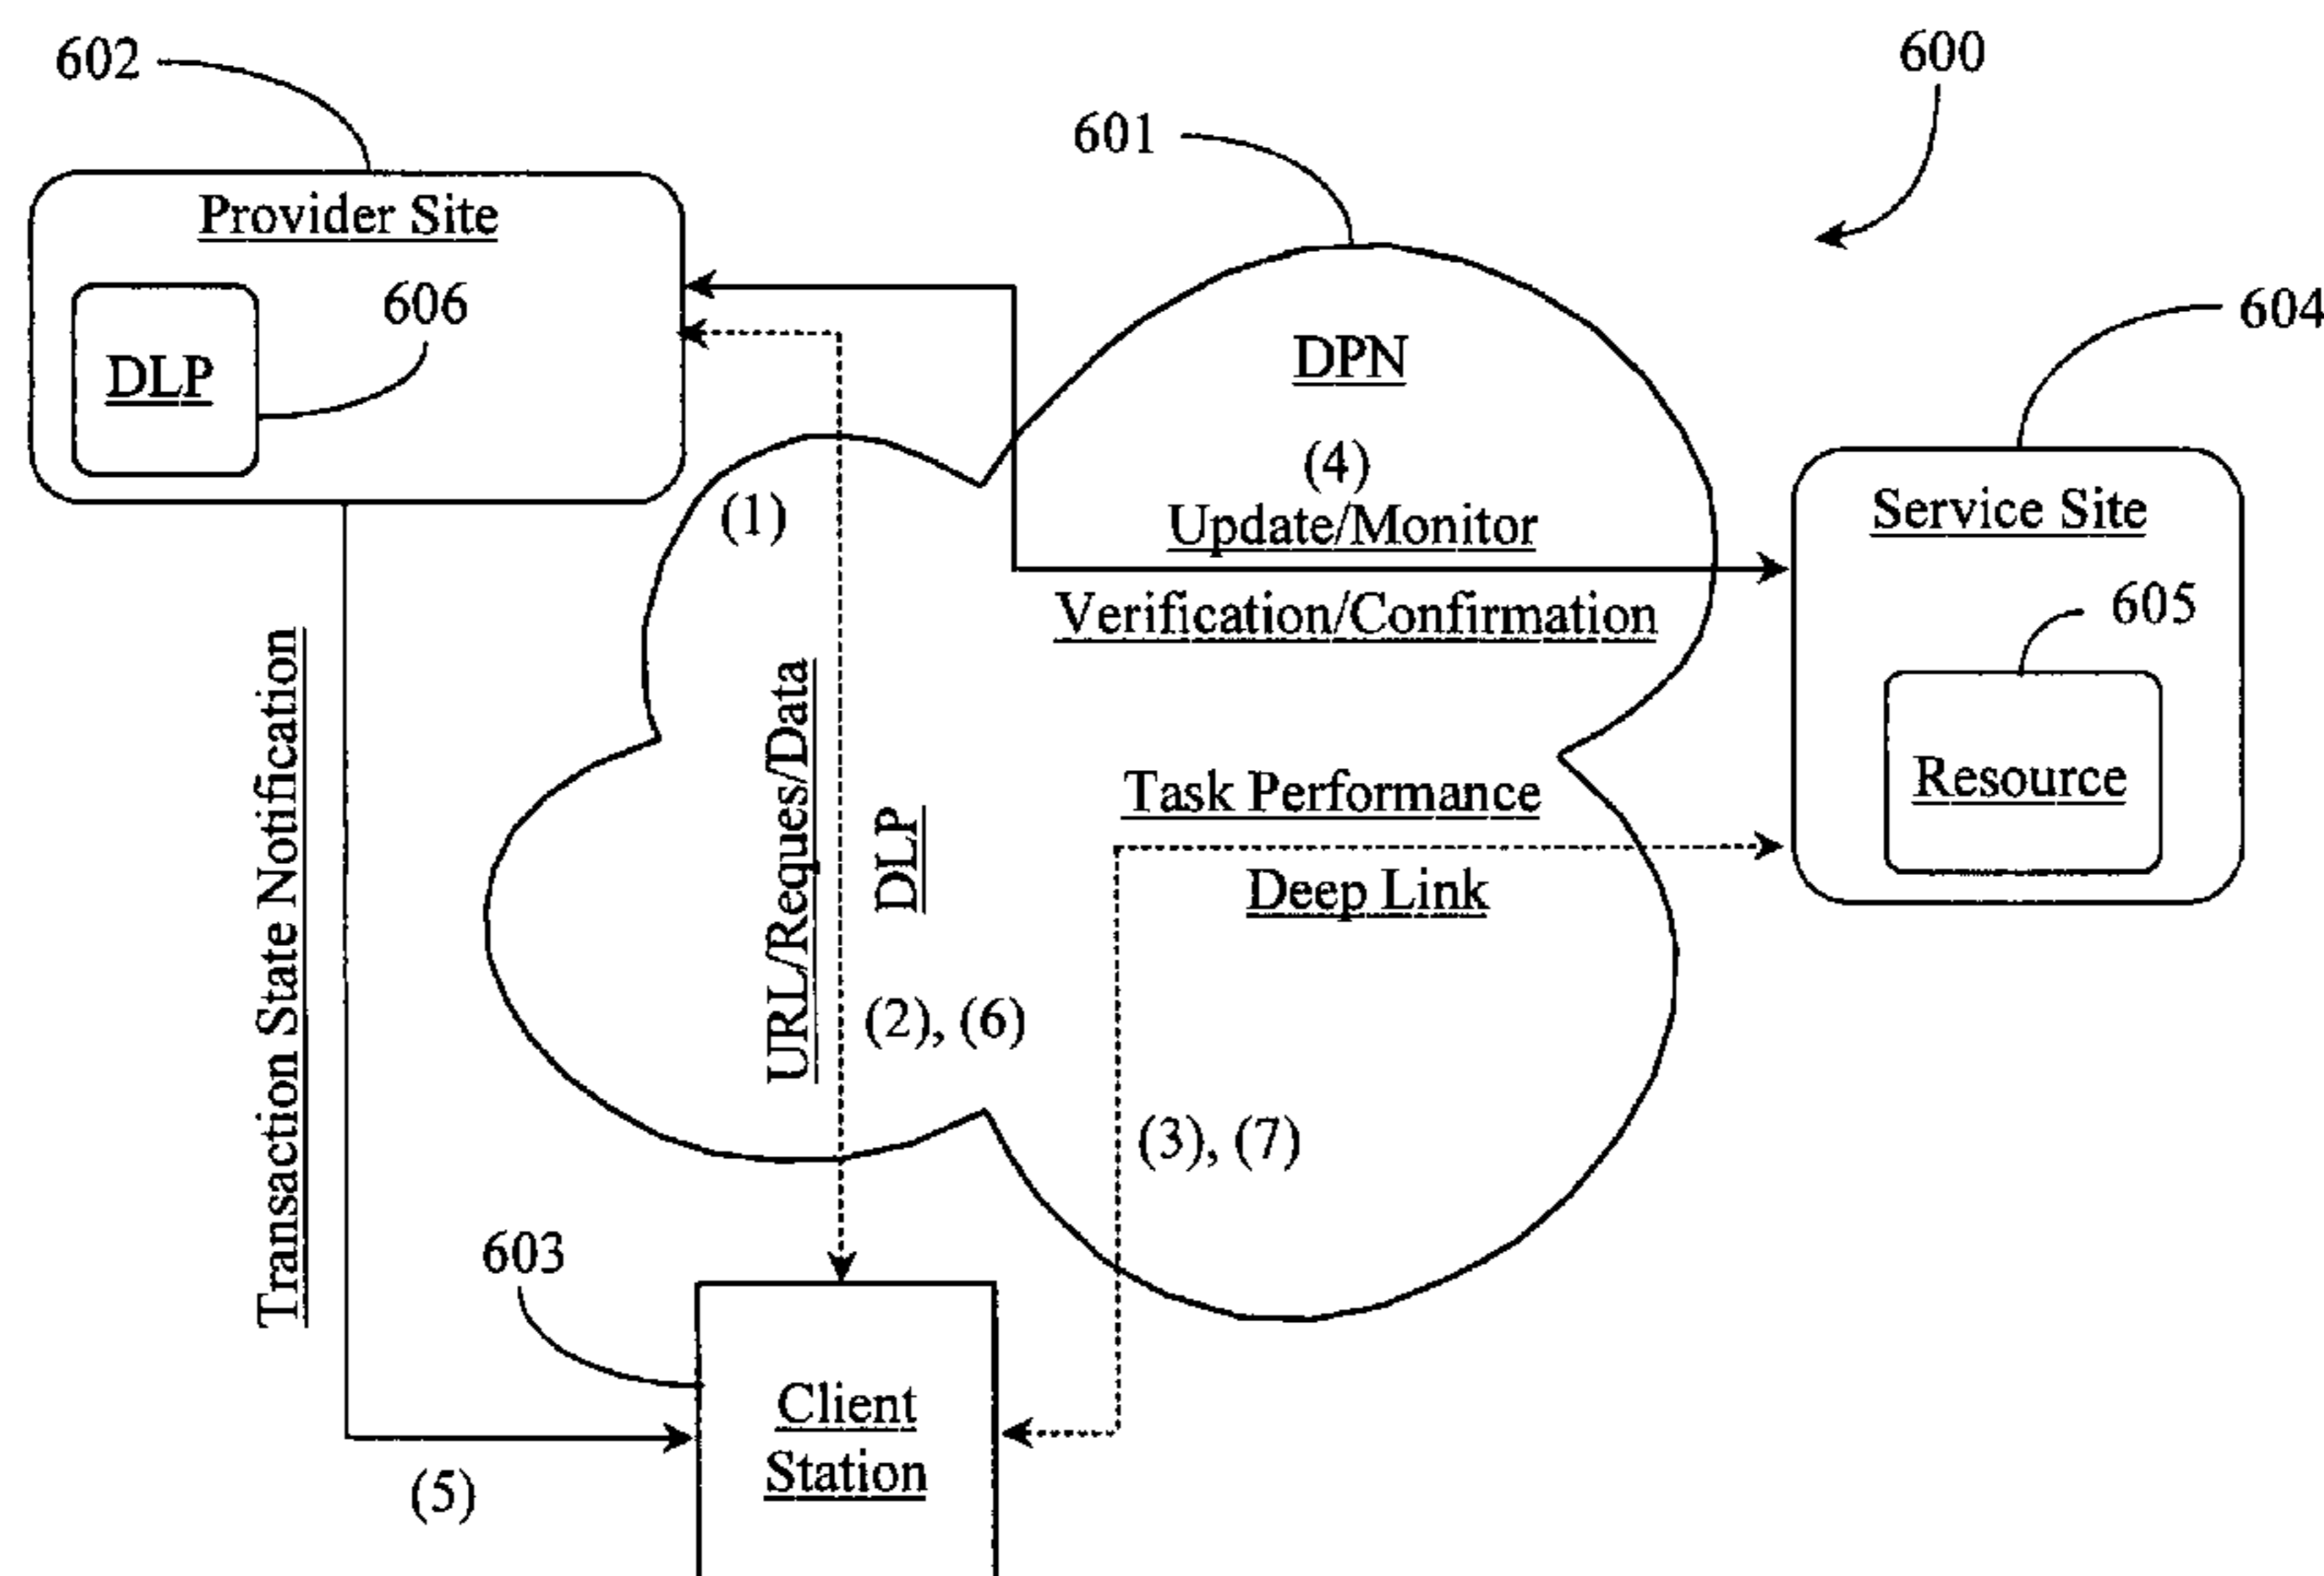 602
600
601
Provider Site
606
604
DLP
DPN
(4)
(1)
Update/Monitor
Service Site
Verification/Confirmation
605
Transaction State Notification
URL/Request/Data
DLP
Task Performance
Resource
Deep Link
(2), (6)
(3), (7)
603
Client
Station
(5)